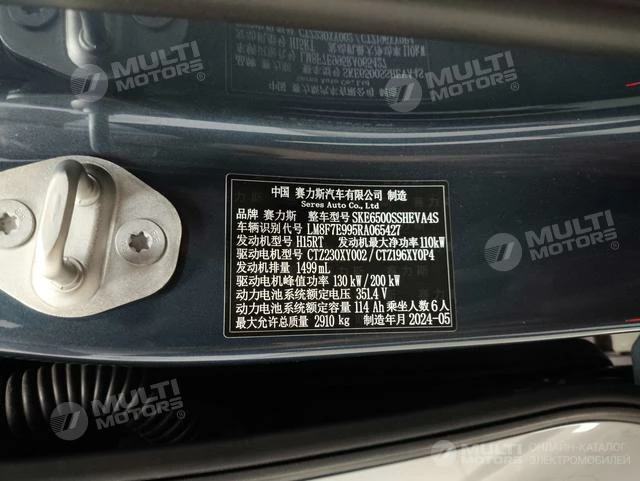 MULTI
MOTORS
MULTI
MOTORS
中国 赛力斯汽车有限公司 制造
Seres Auto Co., Ltd
品牌 赛力斯 整车型号 SKE6500SSHEVA4S
车辆识别代号 LM8F7E995RA065427
发动机型号 H15RT 发动机最大净功率 110kW
驱动电机型号 CTZ230XY002 / CTZ196XY0P4
发动机排量 1499 mL
驱动电机峰值功率 130 kW / 200 kW
动力电池系统额定电压 351.4 V
动力电池系统额定容量 114 Ah 乘坐人数 6 人
最大允许总质量 2910 kg 制造年月 2024-05
MULTI
MOTORS
MULTI
MOTORS
ОНЛАЙН-КАТАЛОГ
ЭЛЕКТРОМОБИЛЕЙ